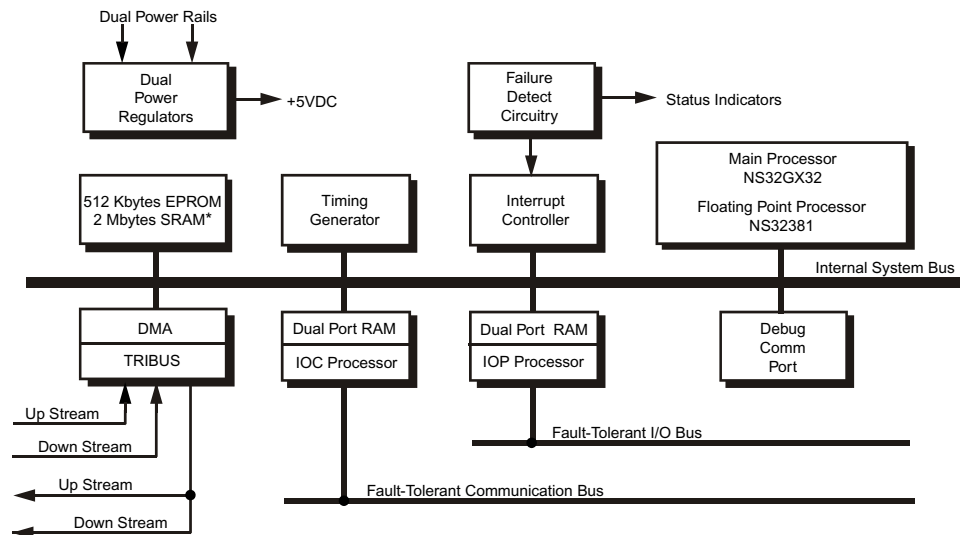 Dual Power Rails
Dual
Power
Regulators
+5VDC
Failure
Detect
Circuitry
Status Indicators
512 Kbytes EPROM
2 Mbytes SRAM*
Timing
Generator
Interrupt
Controller
Main Processor
NS32GX32
Floating Point Processor
NS32381
Internal System Bus
DMA
TRIBUS
Dual Port RAM
IOC Processor
Dual Port RAM
IOP Processor
Debug
Comm
Port
Up Stream
Down Stream
Up Stream
Down Stream
Fault-Tolerant I/O Bus
Fault-Tolerant Communication Bus